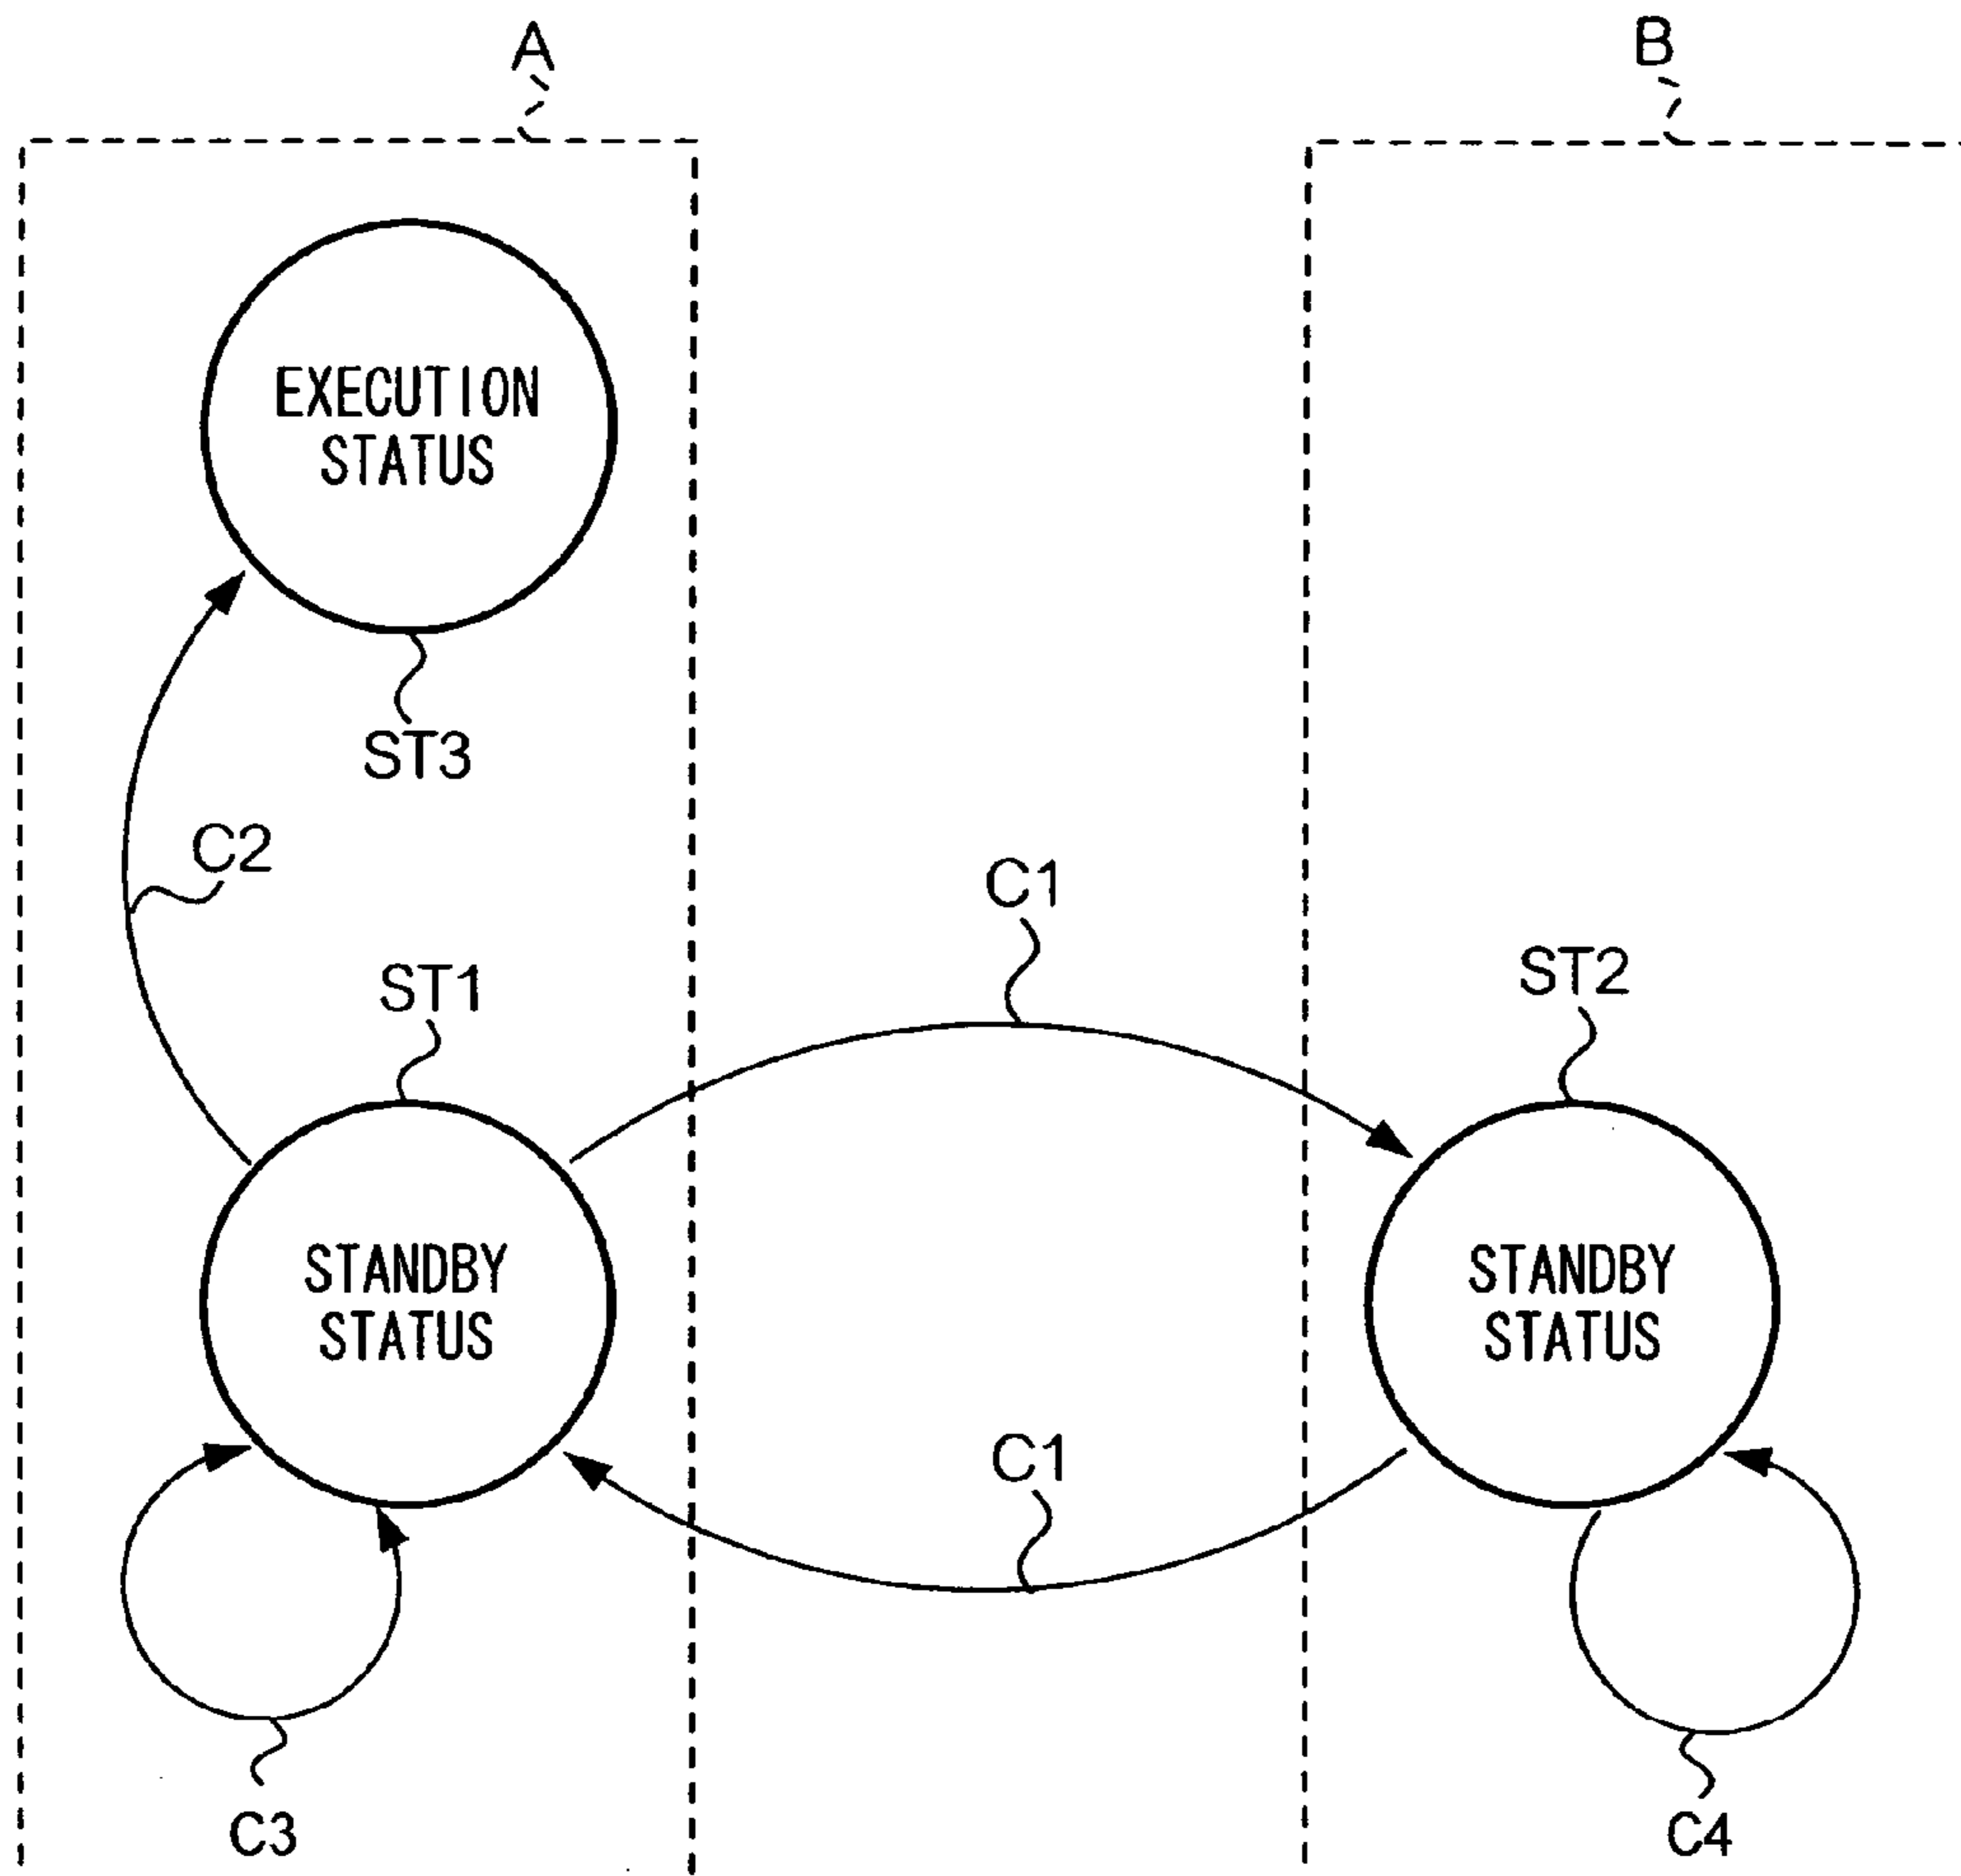 A
B
EXECUTION
STATUS
ST3
C2
C1
ST1
ST2
STANDBY
STATUS
STANDBY
STATUS
C1
C3
C4